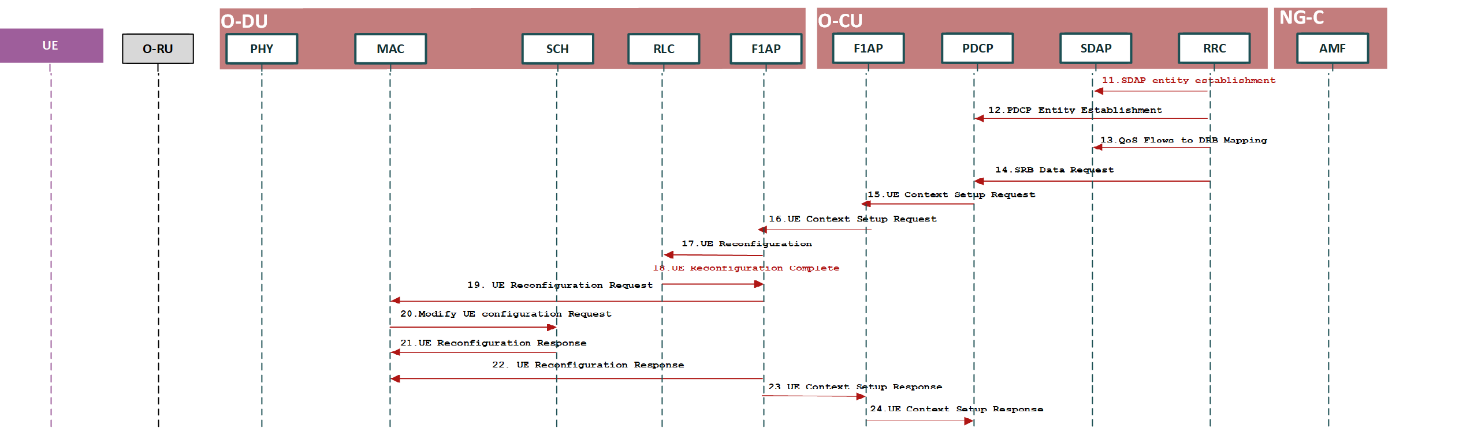 O-DU
O-CU
NG-C
UE
O-RU
PHY
MAC
SCH
RLC
F1AP
F1AP
PDCP
SDAP
RRC
AMF
11.SDAP entity establishment
12.PDCP Entity Establishment
13.QoS Flows to DRB Mapping
14.SRB Data Request
15.UE Context Setup Request
16.UE Context Setup Request
17.UE Reconfiguration
18.UE Reconfiguration Complete
19. UE Reconfiguration Request
20.Modify UE configuration Request
21.UE Reconfiguration Response
22. UE Reconfiguration Response
23.UE Context Setup Response
24.UE Context Setup Response